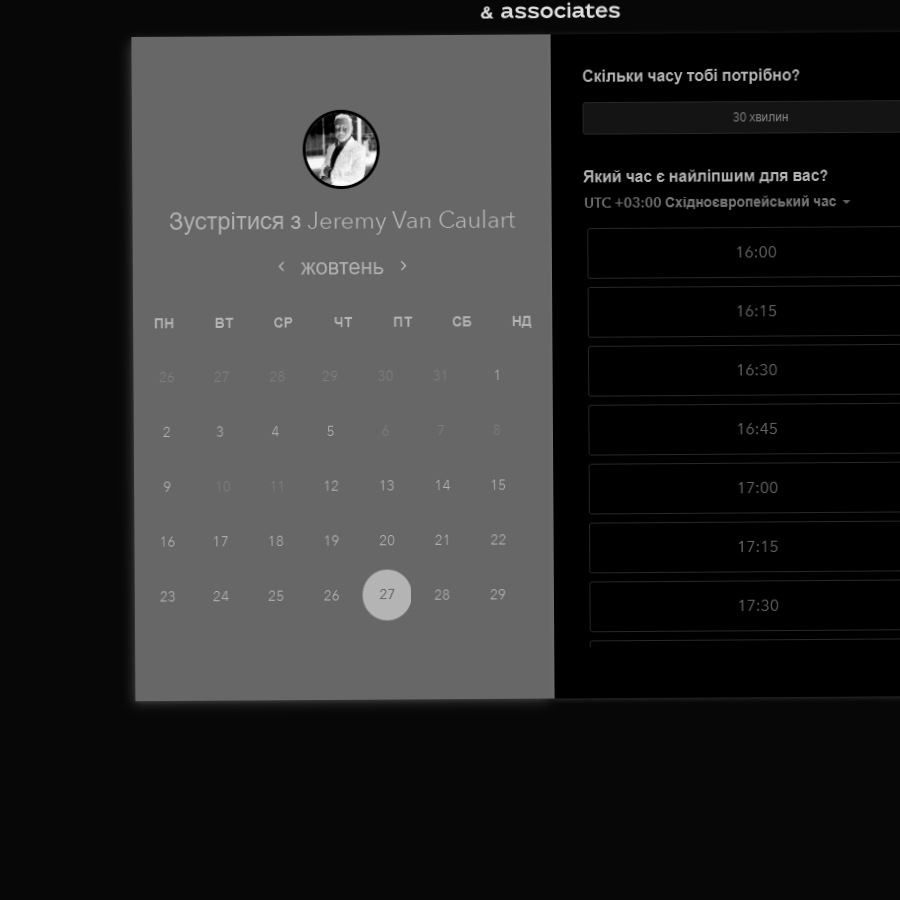 & associates
Зустрітися з Jeremy Van Caulart
жовтень
ПН ВТ СР ЧТ ПТ СБ НД
26 27 28 29 30 31 1
2 3 4 5 6 7 8
9 10 11 12 13 14 15
16 17 18 19 20 21 22
23 24 25 26 27 28 29
Скільки часу тобі потрібно?
30 хвилин
Який час є найліпшим для вас?
UTC +03:00 Східноєвропейський час
16:00
16:15
16:30
16:45
17:00
17:15
17:30